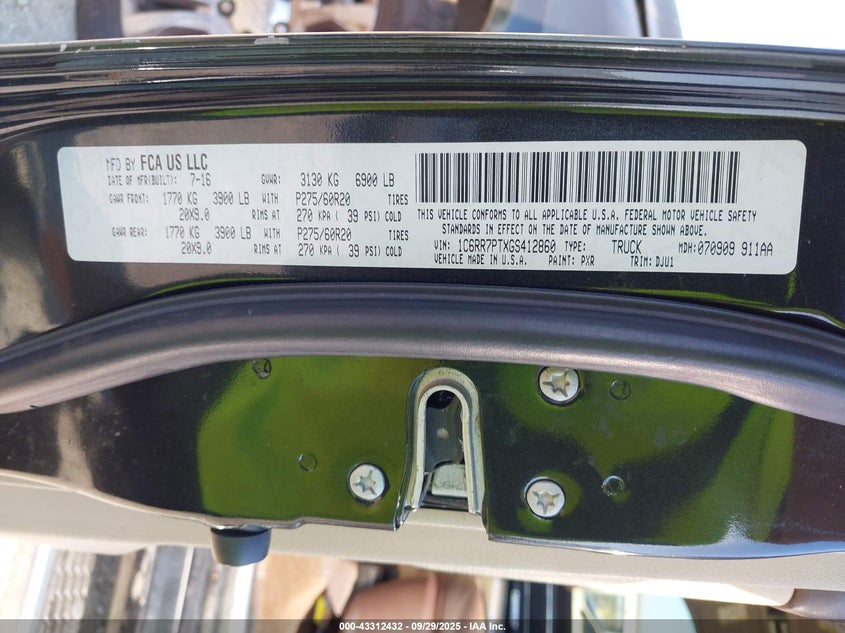 MFD BY FCA US LLC
DATE OF MFR(BUILT): 7-16 GVWR: 3130 KG 6900 LB
GAWR FRONT: 1770 KG 3900 LB WITH P275/60R20 TIRES
20X9.0 RIMS AT 270 KPA ( 39 PSI) COLD
GAWR REAR: 1770 KG 3900 LB WITH P275/60R20 TIRES
20X9.0 RIMS AT 270 KPA ( 39 PSI) COLD
THIS VEHICLE CONFORMS TO ALL APPLICABLE U.S.A. FEDERAL MOTOR VEHICLE SAFETY
STANDARDS IN EFFECT ON THE DATE OF MANUFACTURE SHOWN ABOVE.
VIN: 1C6RR7PTXGS412860 TYPE: TRUCK MDH:070909 911AA
VEHICLE MADE IN U.S.A. PAINT: PXR TRIM: DJU1
000-43312432 - 09/29/2025 - IAA Inc.